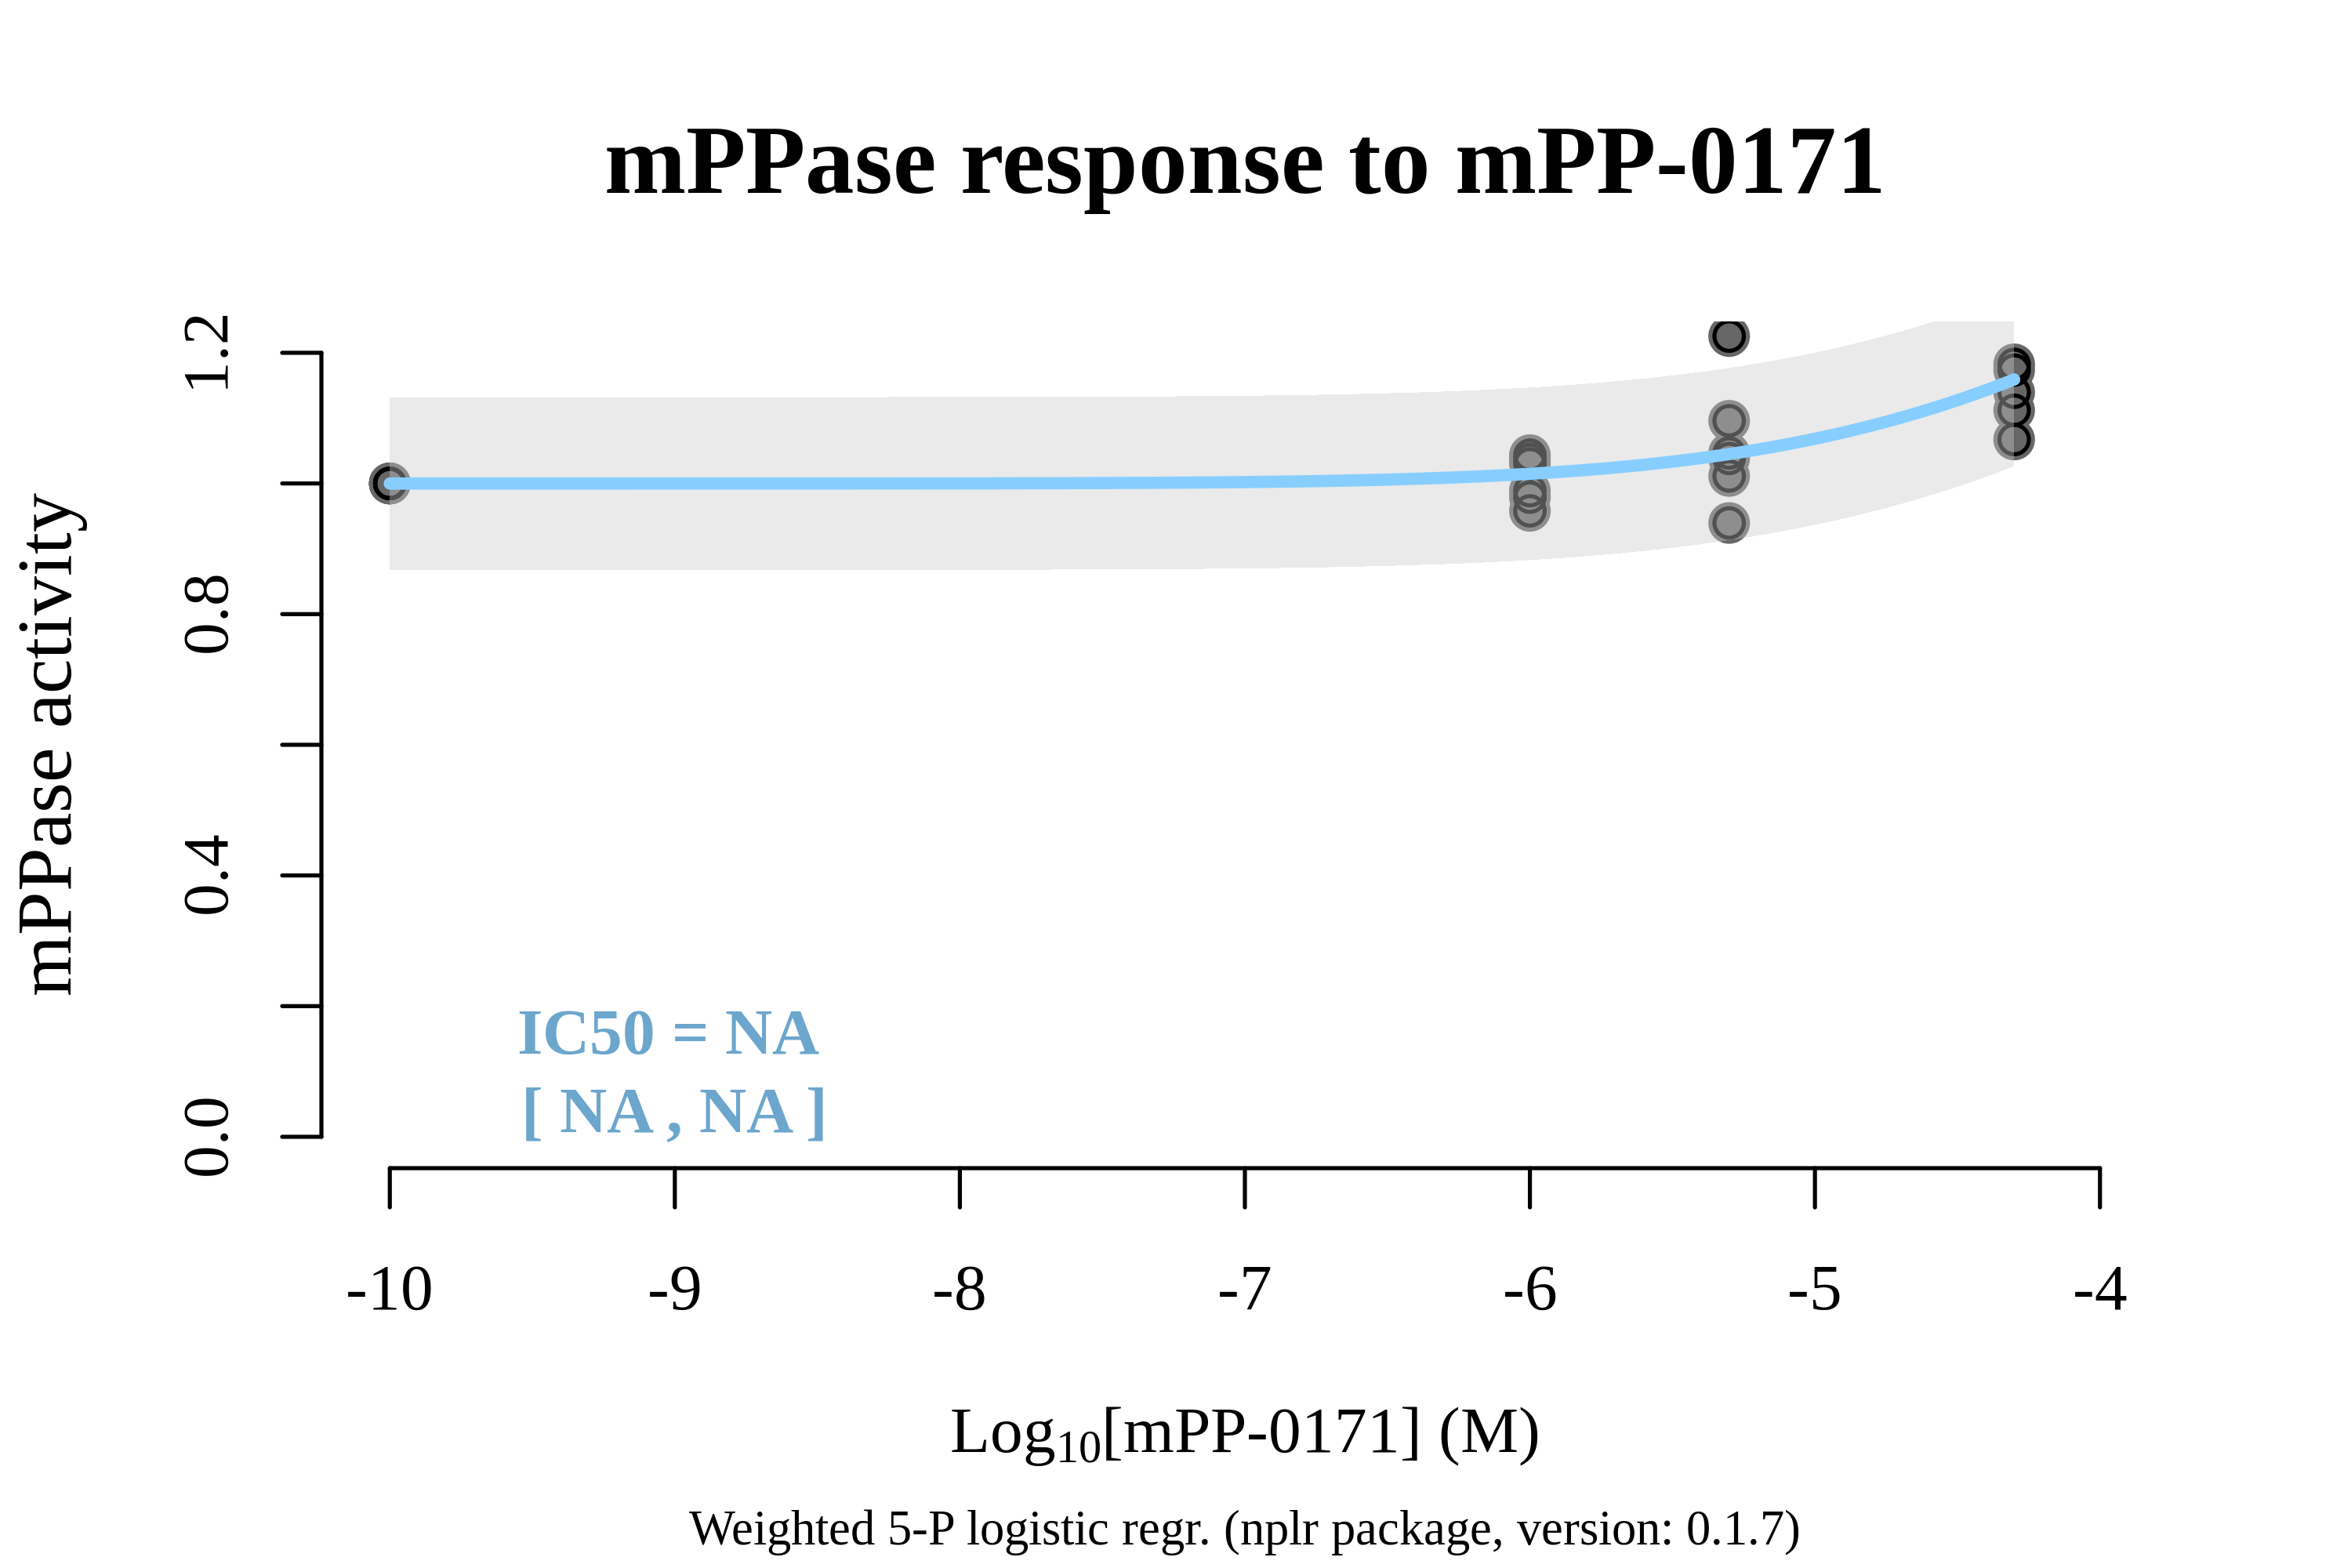 mPPase response to mPP-0171
mPPase activity
1.2
0.8
0.4
0.0
IC50 = NA
[ NA , NA ]
-10 -9 -8 -7 -6 -5 -4
Log10[mPP-0171] (M)
Weighted 5-P logistic regr. (nplr package, version: 0.1.7)